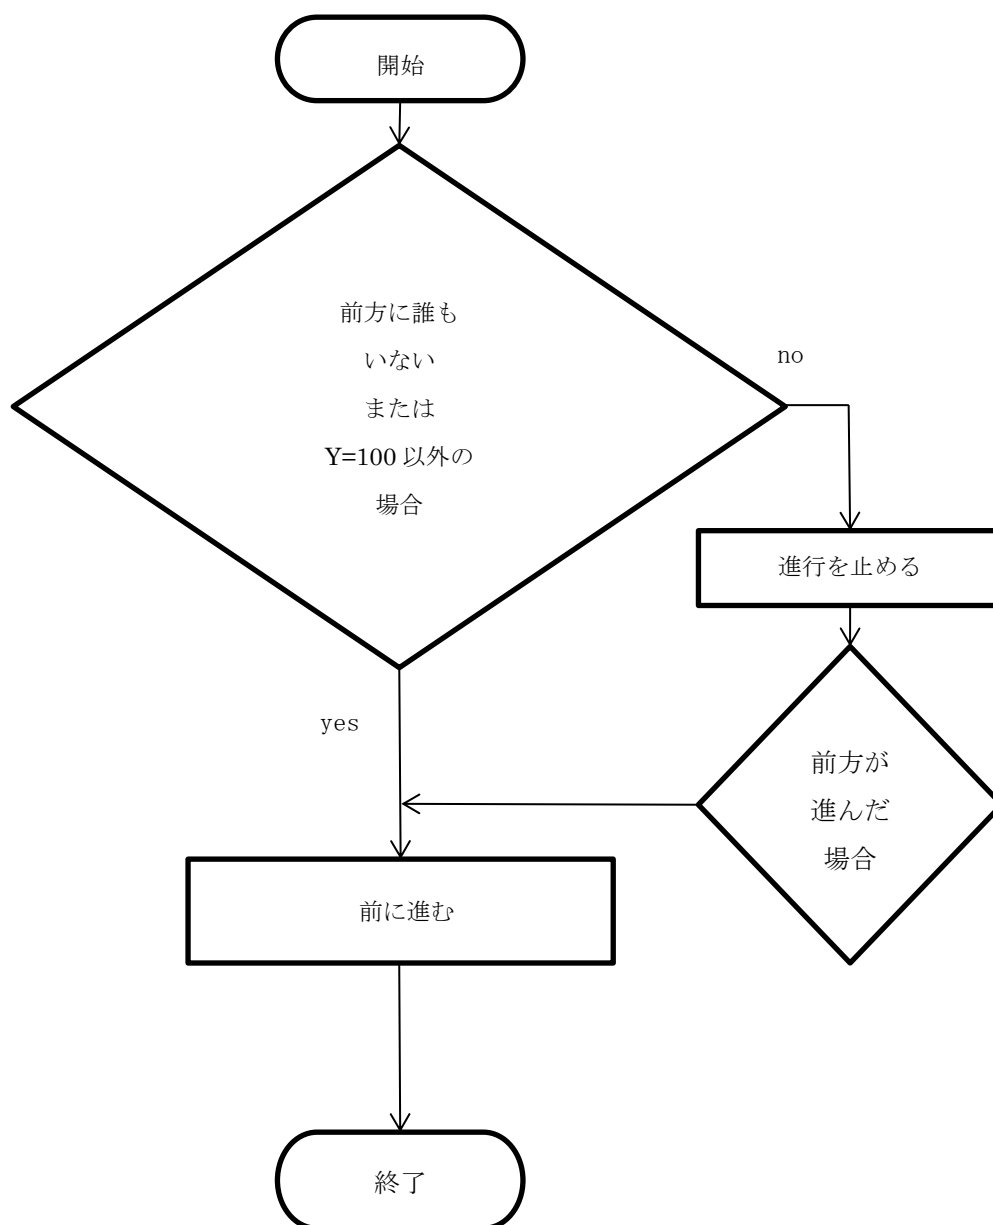 開始
前方に誰も
いない
または
Y=100 以外の
場合
no
進行を止める
yes
前方が
進んだ
場合
前に進む
終了